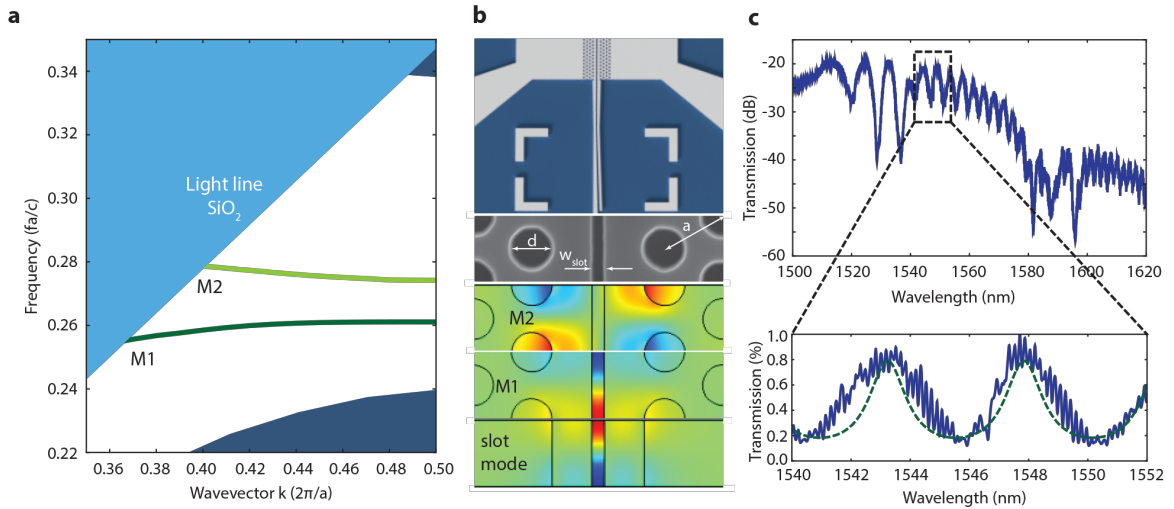 a
0.34
0.32
0.30
0.28
0.26
0.24
0.22
Frequency (fa/c)
Light line
SiO2
M2
M1
0.36
0.38
0.40
0.42
0.44
0.46
0.48
0.50
Wavevector k (2π/a)
b
d
wslot
a
M2
M1
slot
mode
c
-20
-30
-40
-50
-60
Transmission (dB)
1500
1520
1540
1560
1580
1600
1620
Wavelength (nm)
1.0
0.8
0.6
0.4
0.2
0.0
Transmission (%)
1540
1542
1544
1546
1548
1550
1552
Wavelength (nm)